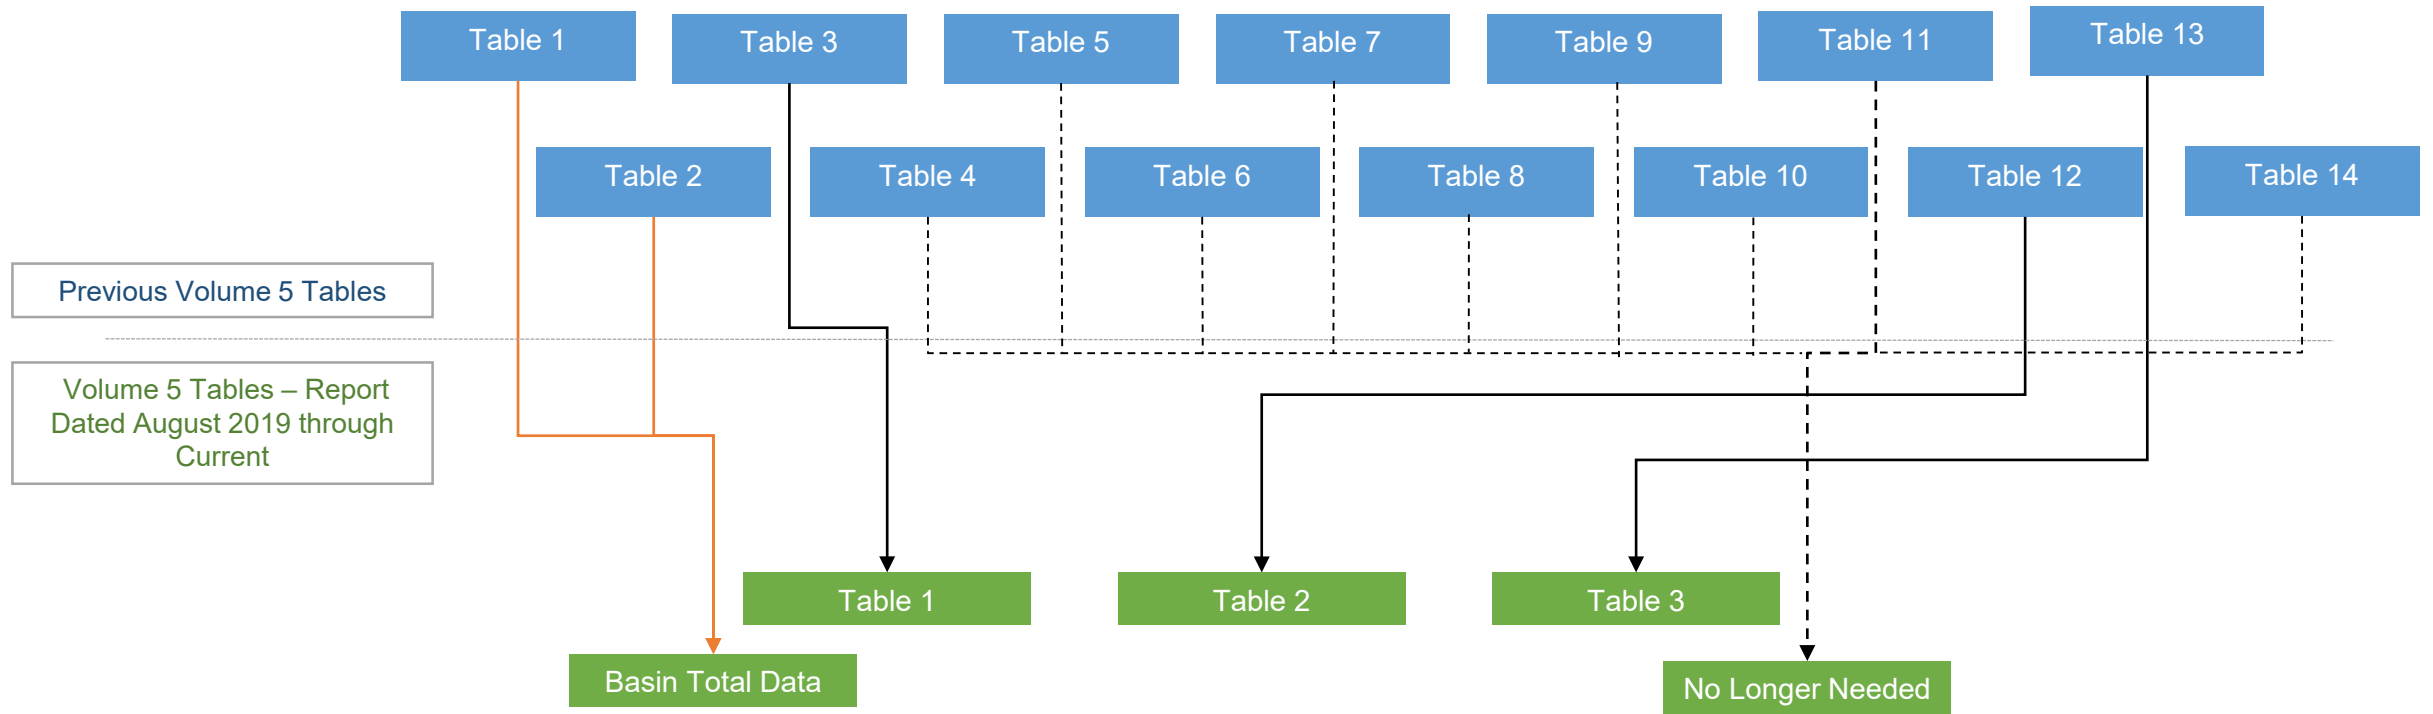 Table 1
Table 3
Table 5
Table 7
Table 9
Table 11
Table 13
Table 2
Table 4
Table 6
Table 8
Table 10
Table 12
Table 14
Previous Volume 5 Tables
Volume 5 Tables – Report
Dated August 2019 through
Current
Table 1
Table 2
Table 3
Basin Total Data
No Longer Needed